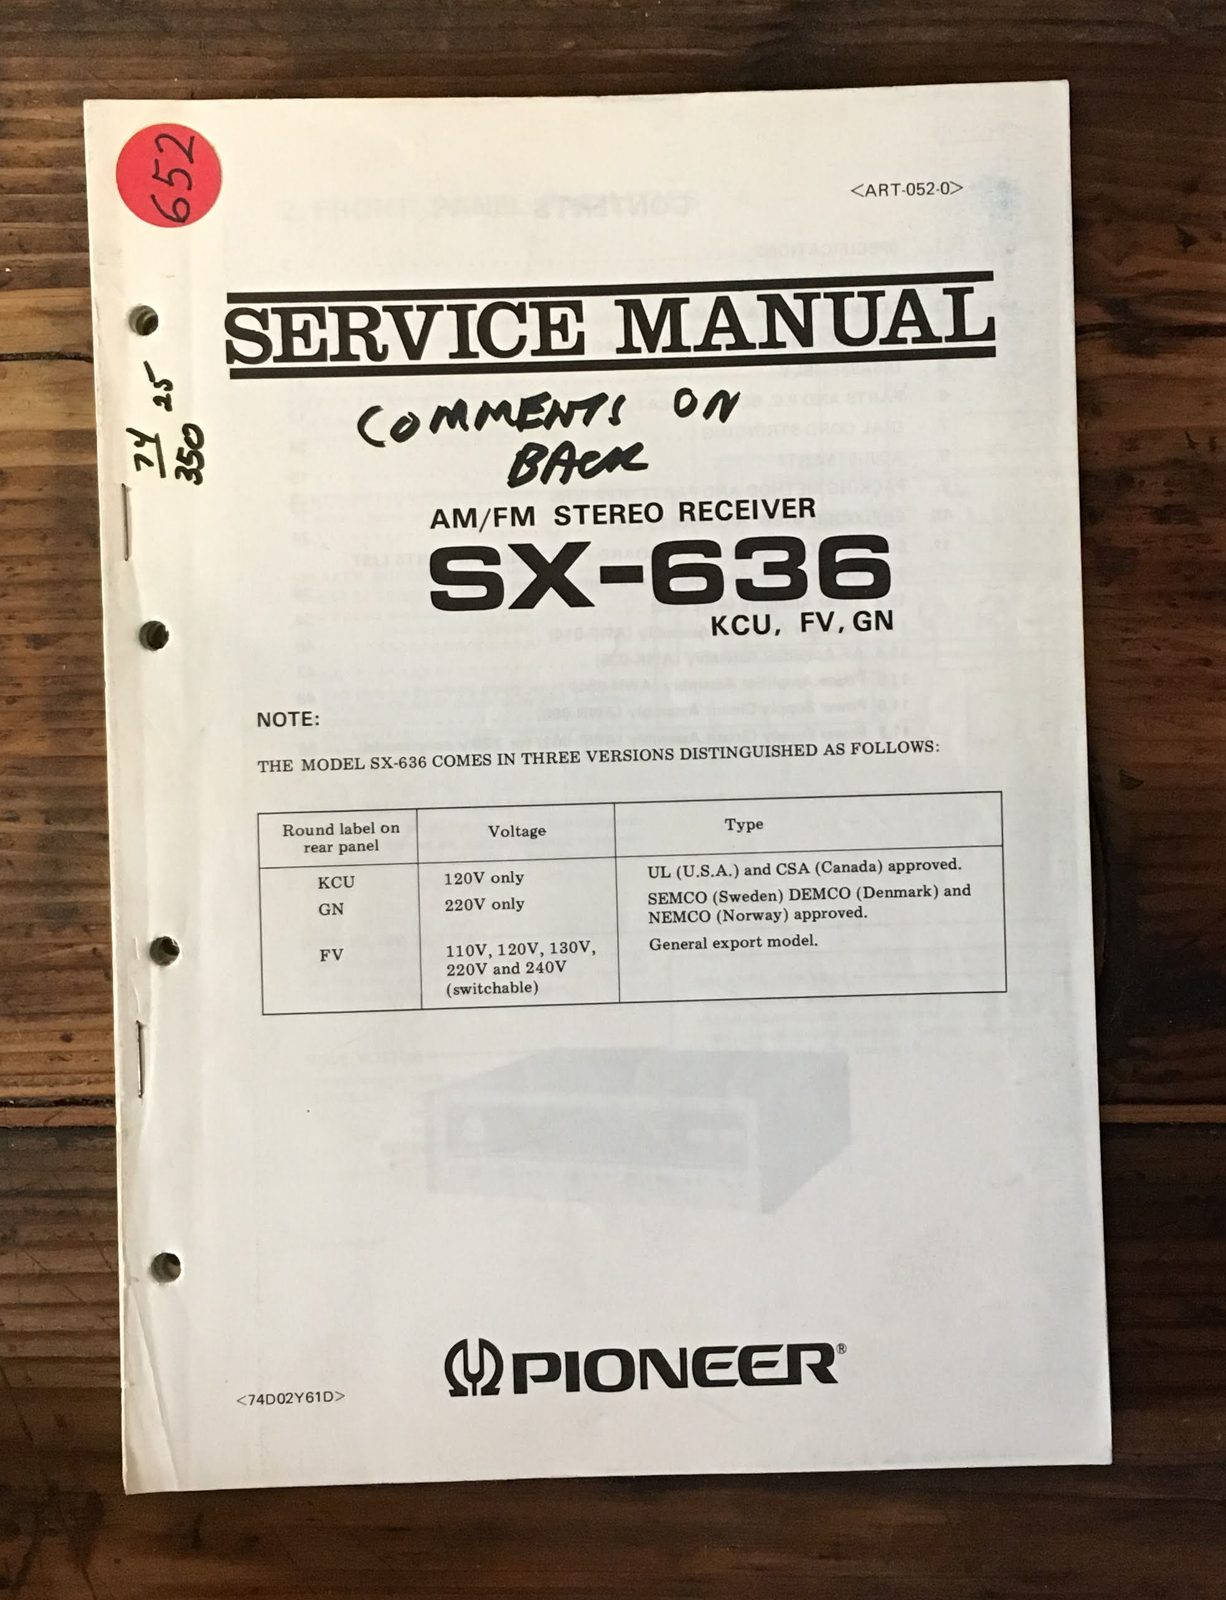 652
<ART-052-0>
SERVICE MANUAL
74 25
350
COMMENTS ON
BACK
AM/FM STEREO RECEIVER
SX-636
KCU, FV, GN
NOTE:
THE MODEL SX-636 COMES IN THREE VERSIONS DISTINGUISHED AS FOLLOWS:
Round label on rear panel Voltage Type
KCU 120V only UL (U.S.A.) and CSA (Canada) approved.
GN 220V only SEMCO (Sweden) DEMCO (Denmark) and
NEMCO (Norway) approved.
FV 110V, 120V, 130V, General export model.
220V and 240V
(switchable)
PIONEER®
<74D02Y61D>